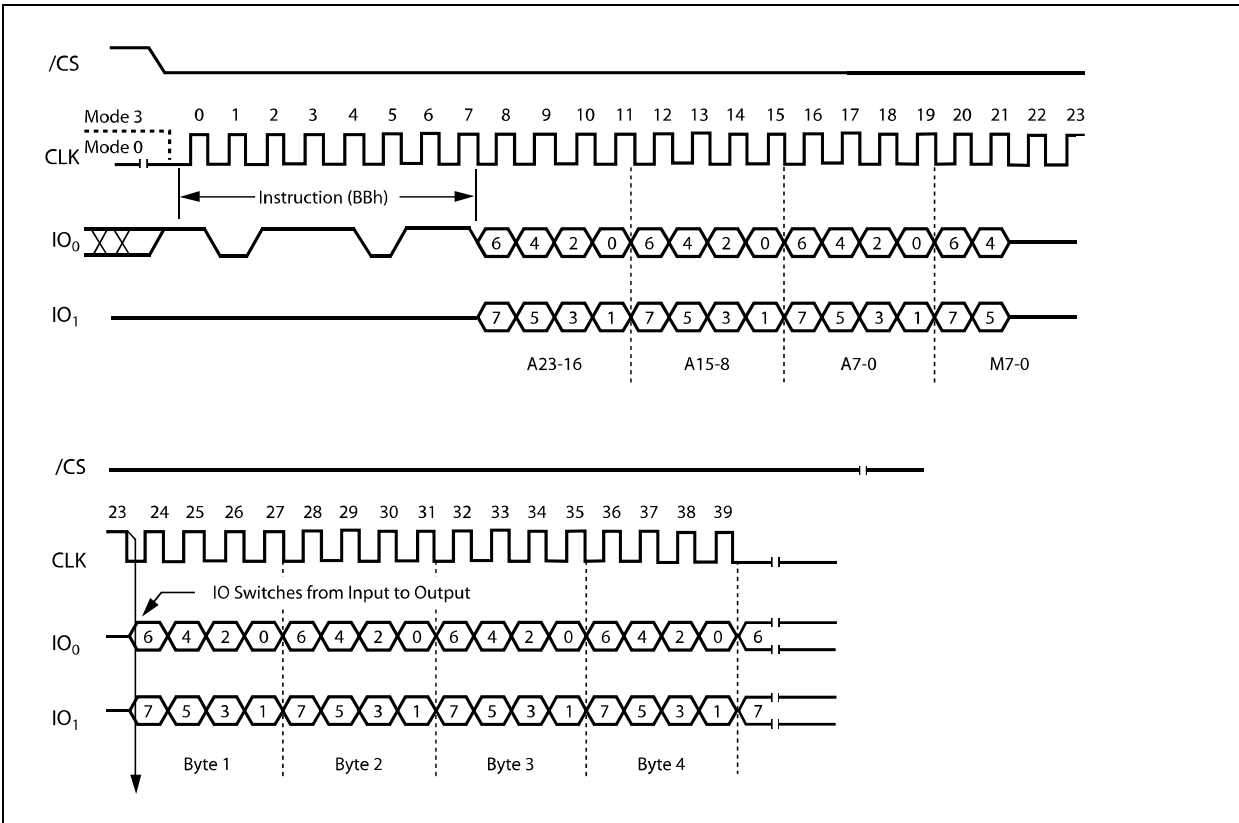 /CS
Mode 3
0 1 2 3 4 5 6 7 8 9 10 11 12 13 14 15 16 17 18 19 20 21 22 23
CLK
Mode 0
Instruction (BBh)
IO0
6 4 2 0 6 4 2 0 6 4 2 0 6 4
IO1
7 5 3 1 7 5 3 1 7 5 3 1 7 5
A23-16 A15-8 A7-0 M7-0
/CS
23 24 25 26 27 28 29 30 31 32 33 34 35 36 37 38 39
CLK
IO Switches from Input to Output
IO0
6 4 2 0 6 4 2 0 6 4 2 0 6 4 2 0 6
IO1
7 5 3 1 7 5 3 1 7 5 3 1 7 5 3 1 7
Byte 1 Byte 2 Byte 3 Byte 4